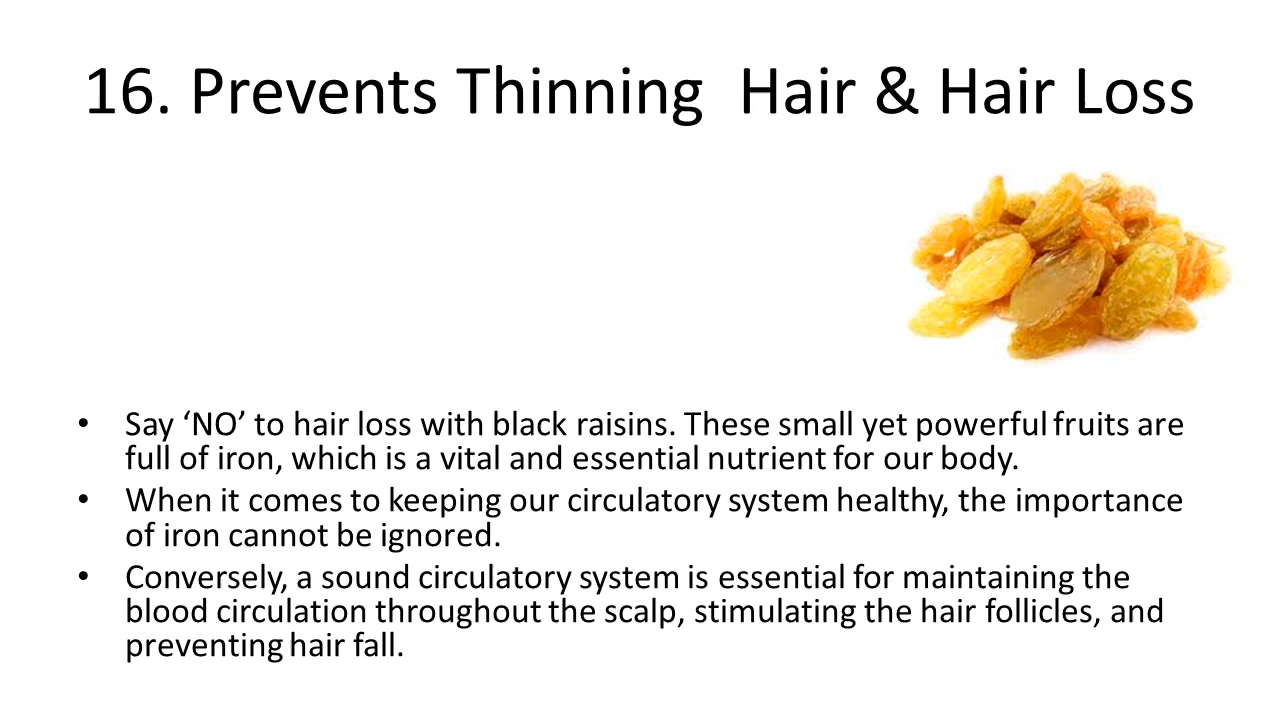 16. Prevents Thinning  Hair & Hair Loss
• Say ‘NO’ to hair loss with black raisins. These small yet powerful fruits are
full of iron, which is a vital and essential nutrient for our body.
• When it comes to keeping our circulatory system healthy, the importance
of iron cannot be ignored.
• Conversely, a sound circulatory system is essential for maintaining the
blood circulation throughout the scalp, stimulating the hair follicles, and
preventing hair fall.